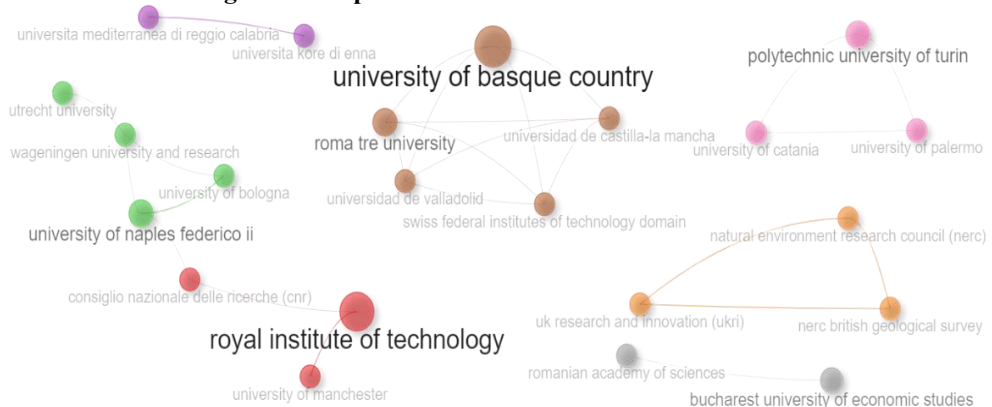 universita mediterranea di reggio calabria
universita kore di enna
university of basque country
polytechnic university of turin
utrecht university
roma tre university
universidad de castilla-la mancha
university of catania
university of palermo
wageningen university and research
university of bologna
universidad de valladolid
swiss federal institutes of technology domain
university of naples federico ii
natural environment research council (nerc)
consiglio nazionale delle ricerche (cnr)
uk research and innovation (ukri)
nerc british geological survey
royal institute of technology
romanian academy of sciences
university of manchester
bucharest university of economic studies